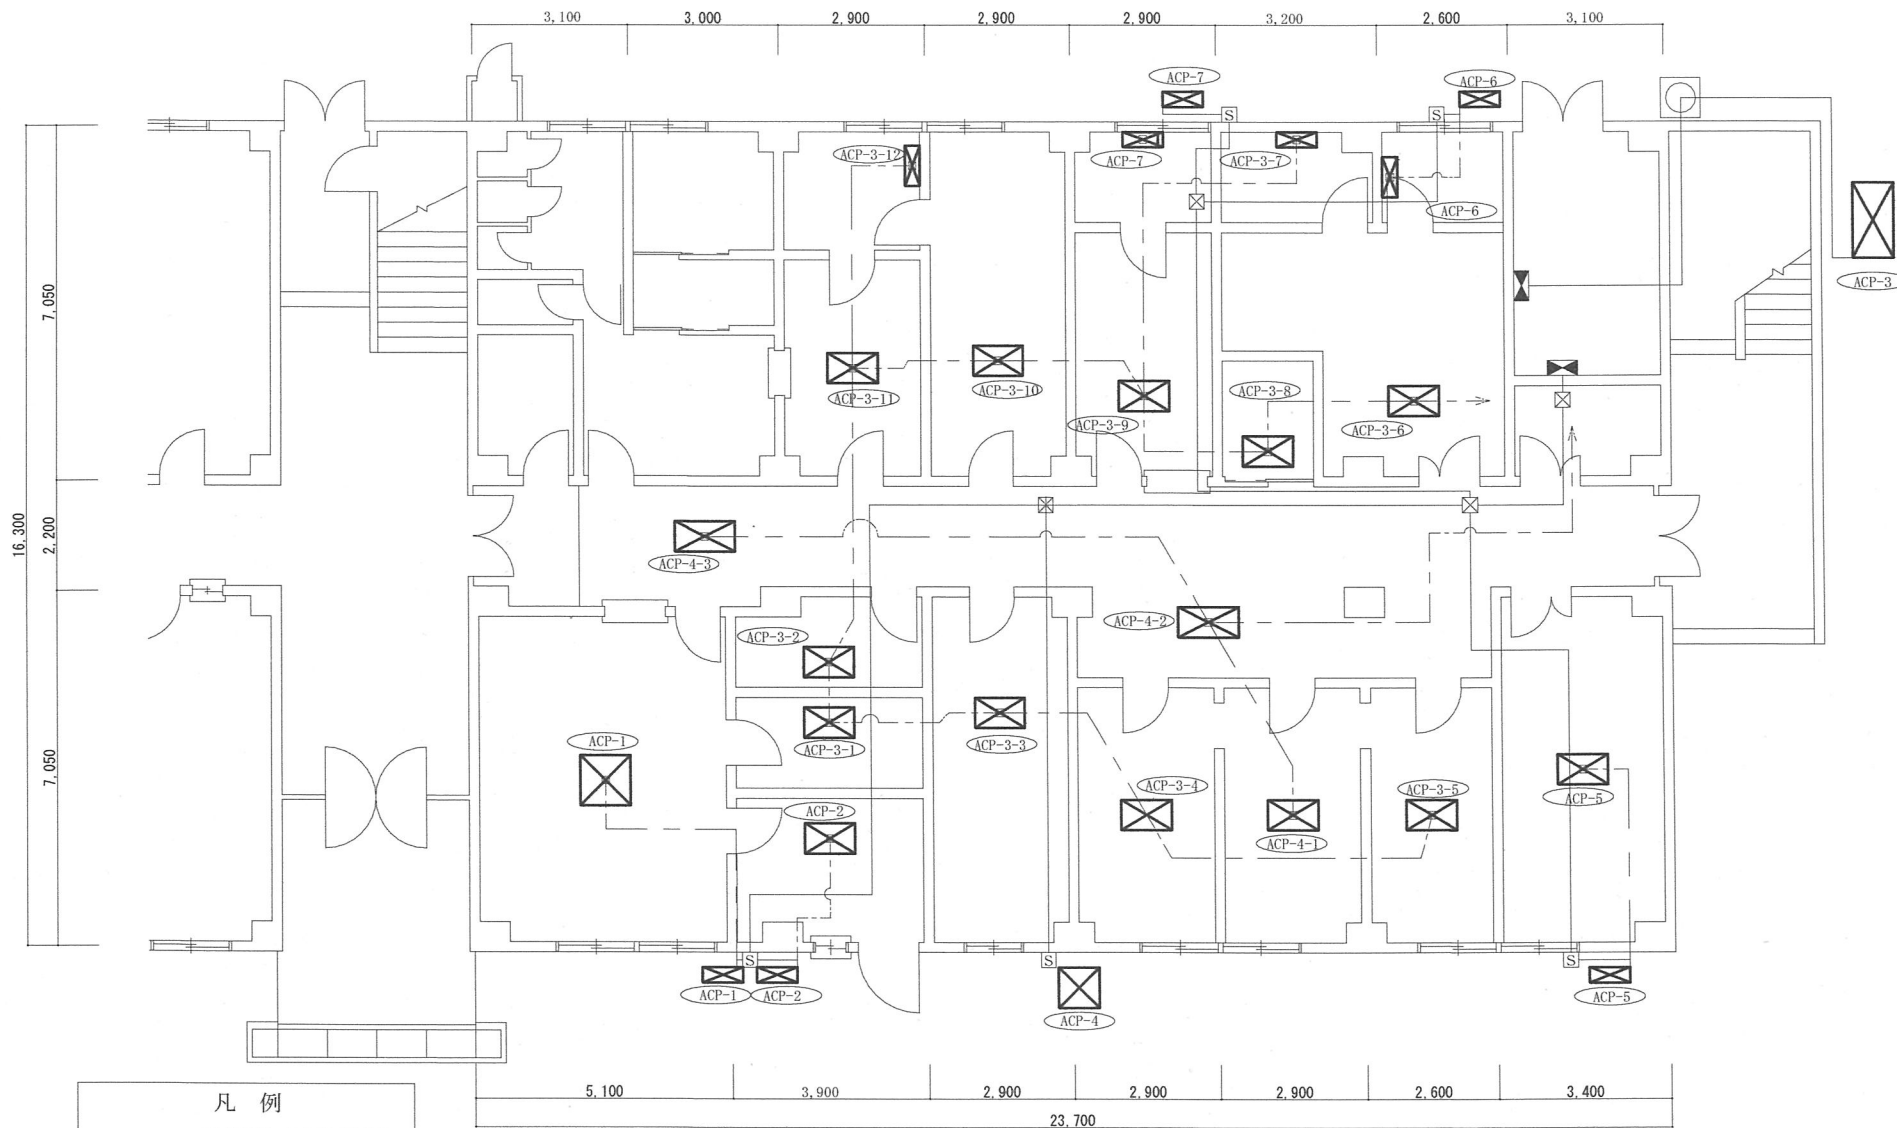 3,100 3,000 2,900 2,900 2,900 3,200 2,600 3,100
ACP-7
ACP-6
S
S
ACP-3-12
ACP-7
ACP-3-7
ACP-6
ACP-3
7,050
ACP-3-11
ACP-3-10
ACP-3-9
ACP-3-8
ACP-3-6
16,300
2,200
ACP-4-3
ACP-3-2
ACP-4-2
7,050
ACP-1
ACP-3-1
ACP-3-3
ACP-3-4
ACP-3-5
ACP-5
ACP-2
ACP-4-1
S
S
S
ACP-1
ACP-2
ACP-4
ACP-5
5,100 3,900 2,900 2,900 2,900 2,600 3,400
23,700
凡 例